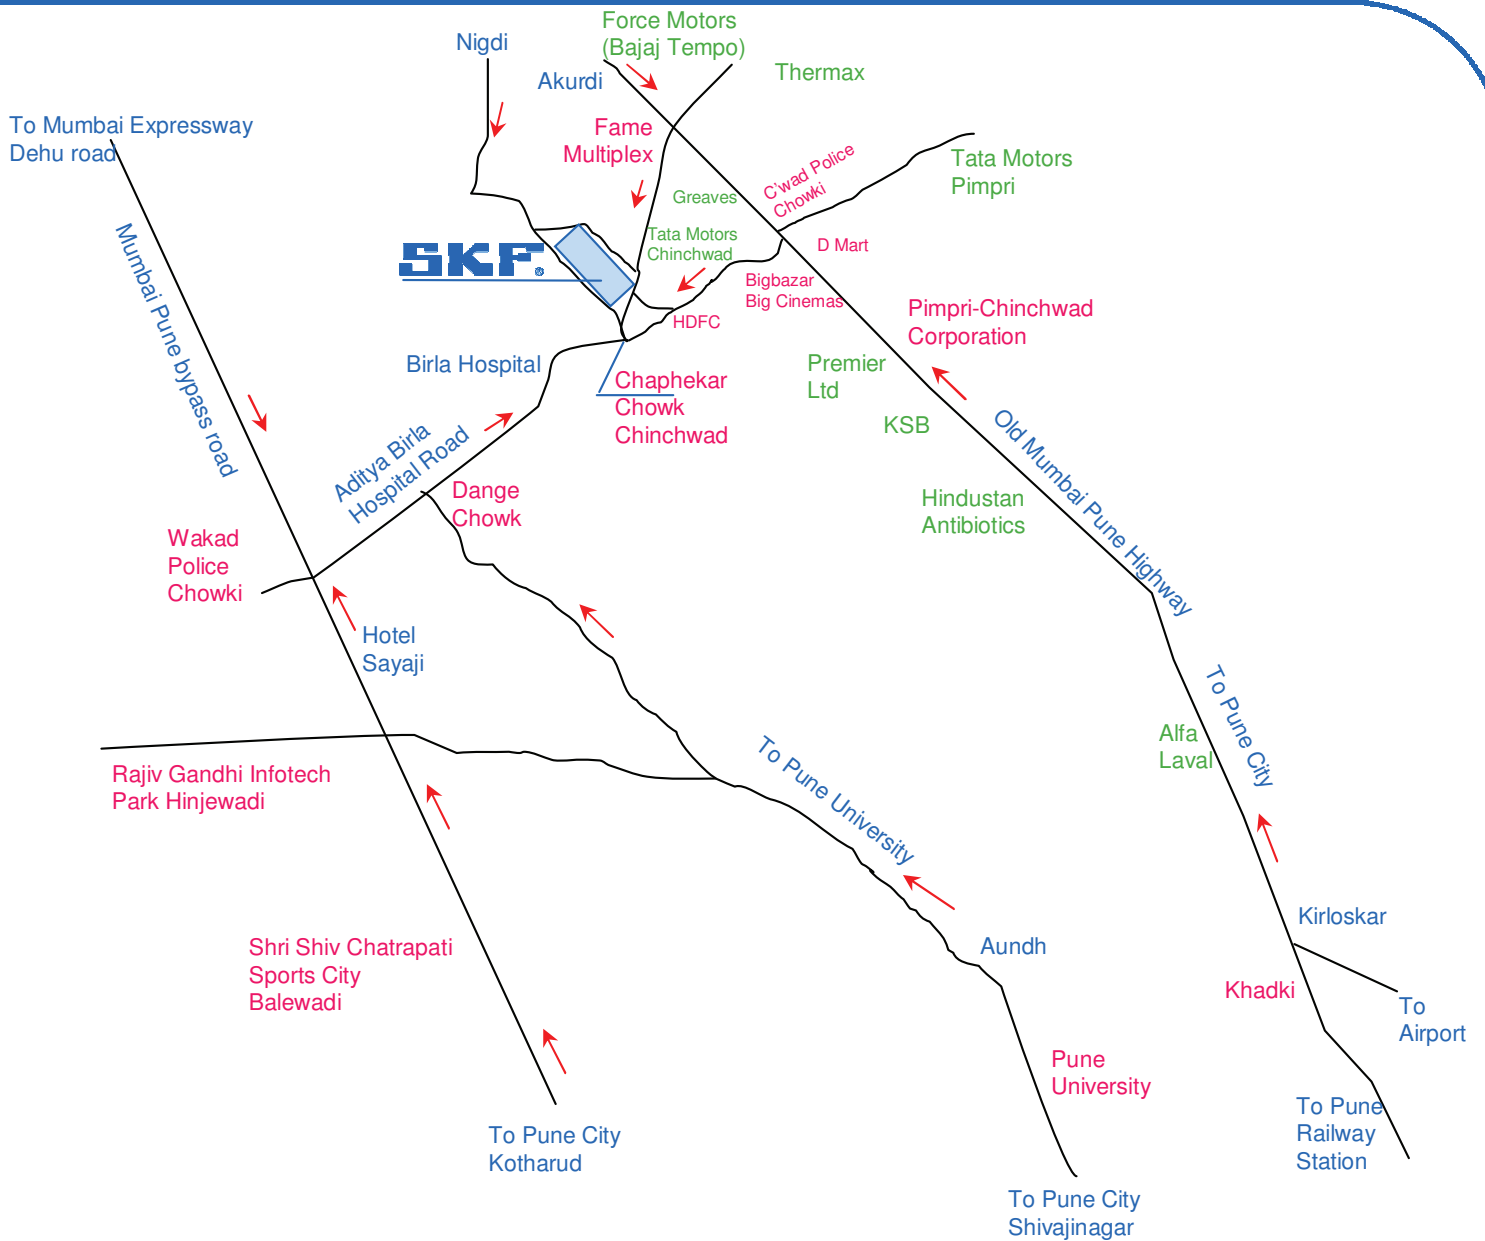 Force Motors
(Bajaj Tempo)
Nigdi
Akurdi
Thermax
To Mumbai Expressway
Dehu road
Fame
Multiplex
C'wad Police
Chowki
Tata Motors
Pimpri
Greaves
Tata Motors
Chinchwad
D Mart
SKF®
Bigbazar
Big Cinemas
HDFC
Pimpri-Chinchwad
Corporation
Mumbai Pune bypass road
Birla Hospital
Chaphekar
Chowk
Chinchwad
Premier
Ltd
KSB
Old Mumbai Pune Highway
Aditya Birla
Hospital Road
Dange
Chowk
Hindustan
Antibiotics
Wakad
Police
Chowki
Hotel
Sayaji
To Pune City
Alfa
Laval
Rajiv Gandhi Infotech
Park Hinjewadi
To Pune University
Kirloskar
Shri Shiv Chatrapati
Sports City
Balewadi
Aundh
Khadki
To
Airport
Pune
University
To Pune
Railway
Station
To Pune City
Kotharud
To Pune City
Shivajinagar